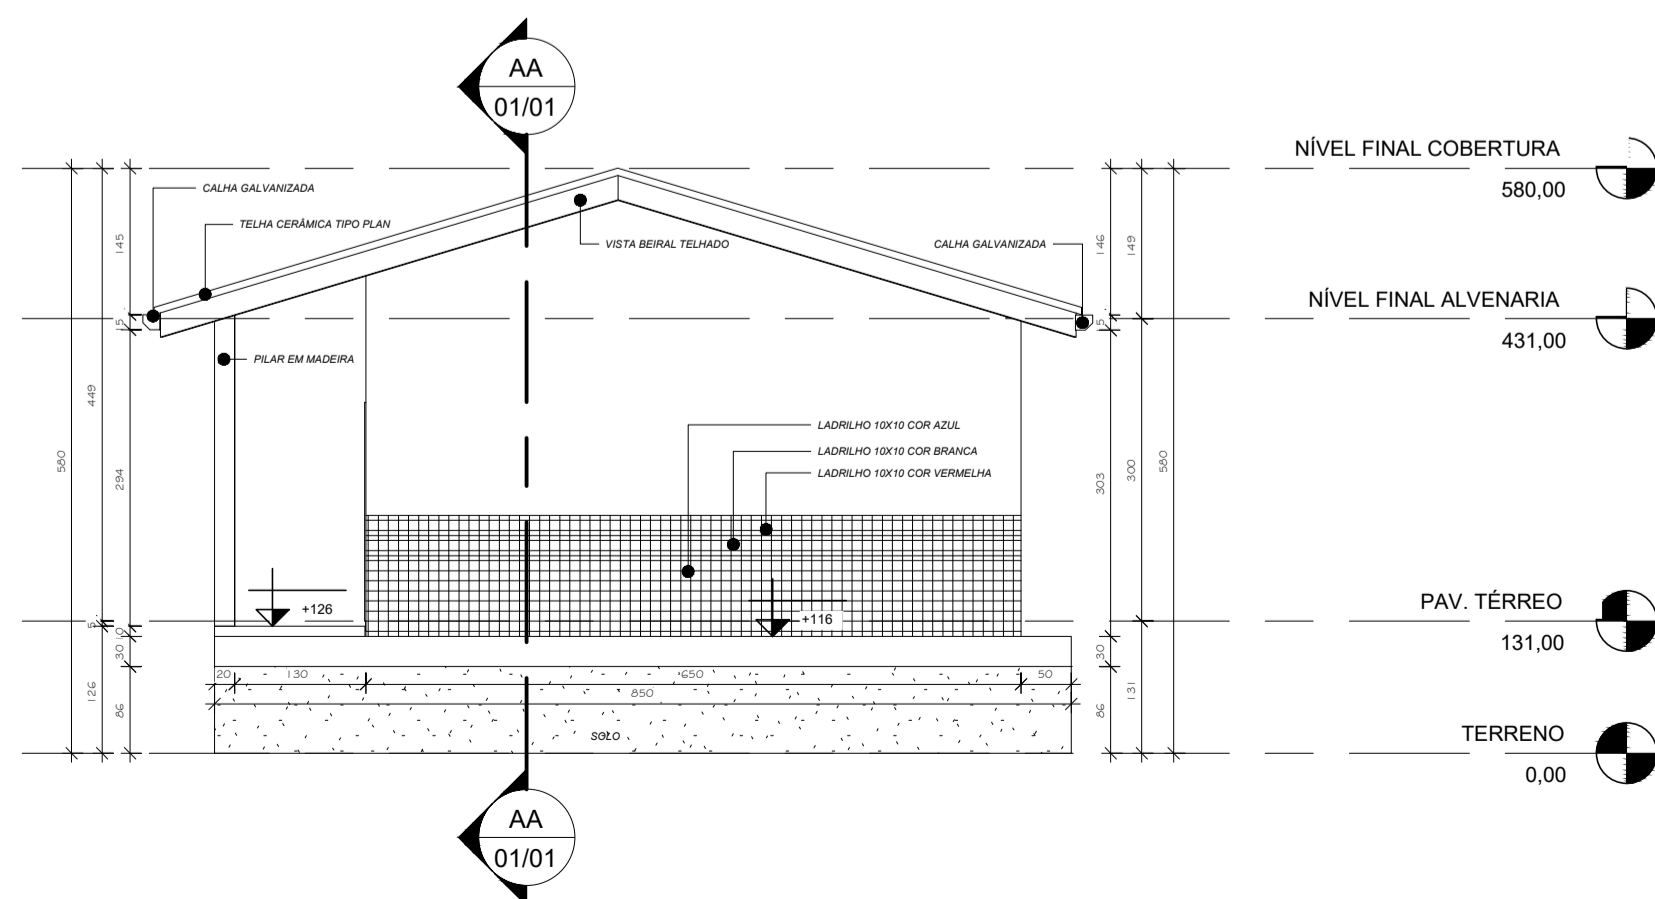 AA
01/01
NÍVEL FINAL COBERTURA
580,00
CALHA GALVANIZADA
TELHA CERÂMICA TIPO PLAN
VISTA BEIRAL TELHADO
CALHA GALVANIZADA
145
146
149
NÍVEL FINAL ALVENARIA
431,00
5
5
PILAR EM MADEIRA
449
LADRILHO 10X10 COR AZUL
LADRILHO 10X10 COR BRANCA
LADRILHO 10X10 COR VERMELHA
580
294
303
300
580
PAV. TÉRREO
131,00
+126
+116
5
10
30
30
20
130
650
50
850
126
86
86
131
SOLO
TERRENO
0,00
AA
01/01